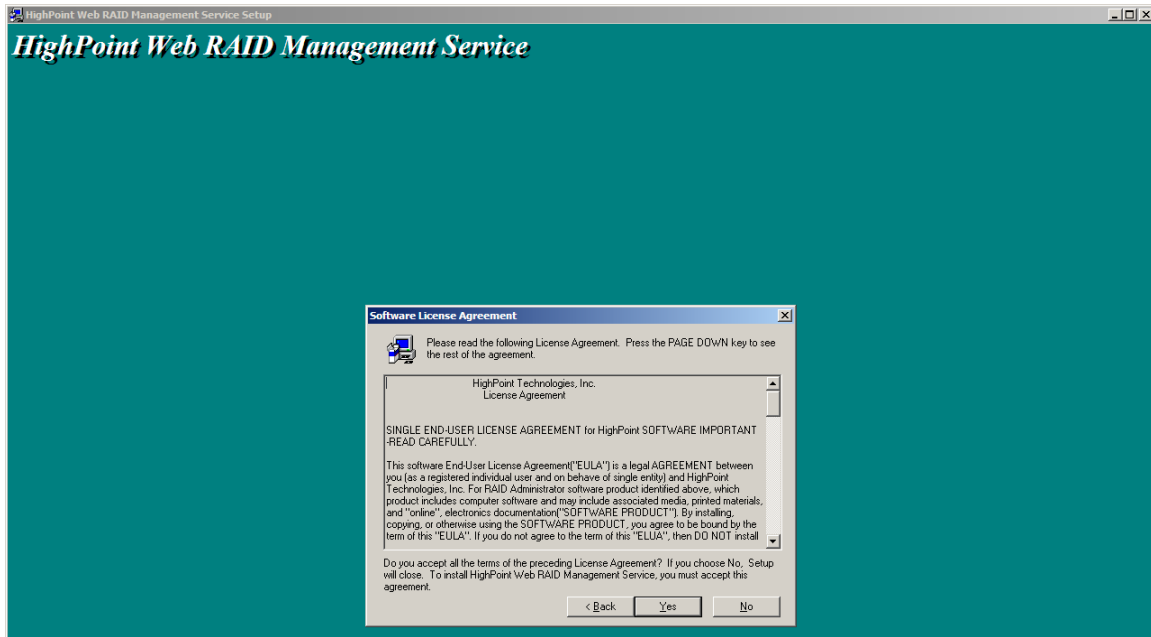 HighPoint Web RAID Management Service Setup
HighPoint Web RAID Management Service
Software License Agreement
Please read the following License Agreement. Press the PAGE DOWN key to see
the rest of the agreement.
HighPoint Technologies, Inc.
License Agreement
SINGLE END-USER LICENSE AGREEMENT for HighPoint SOFTWARE IMPORTANT
-READ CAREFULLY.
This software End-User License Agreement("EULA") is a legal AGREEMENT between
you (as a registered individual user and on behave of single entity) and HighPoint
Technologies, Inc. For RAID Administrator software product identified above, which
product includes computer software and may include associated media, printed materials,
and "online", electronics documentation("SOFTWARE PRODUCT"). By installing,
copying, or otherwise using the SOFTWARE PRODUCT, you agree to be bound by the
term of this "EULA". If you do not agree to the term of this "ELUA", then DO NOT install
Do you accept all the terms of the preceding License Agreement? If you choose No, Setup
will close. To install HighPoint Web RAID Management Service, you must accept this
agreement.
< Back Yes No